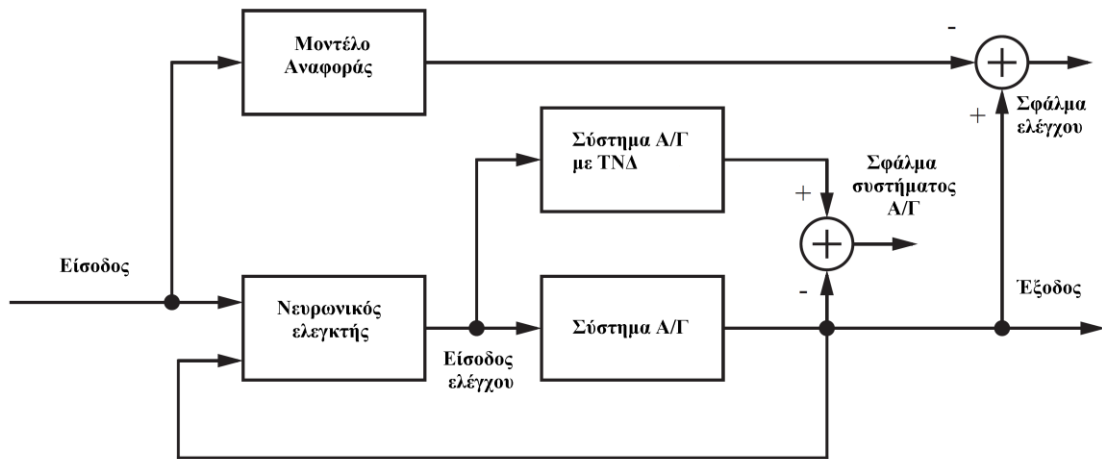 Μοντέλο
Αναφοράς
-
+
Σφάλμα
ελέγχου
Σύστημα Α/Γ
με ΤΝΔ
Σφάλμα
συστήματος
Α/Γ
+
+
+
Είσοδος
-
Έξοδος
Νευρωνικός
ελεγκτής
Σύστημα Α/Γ
Είσοδος
ελέγχου